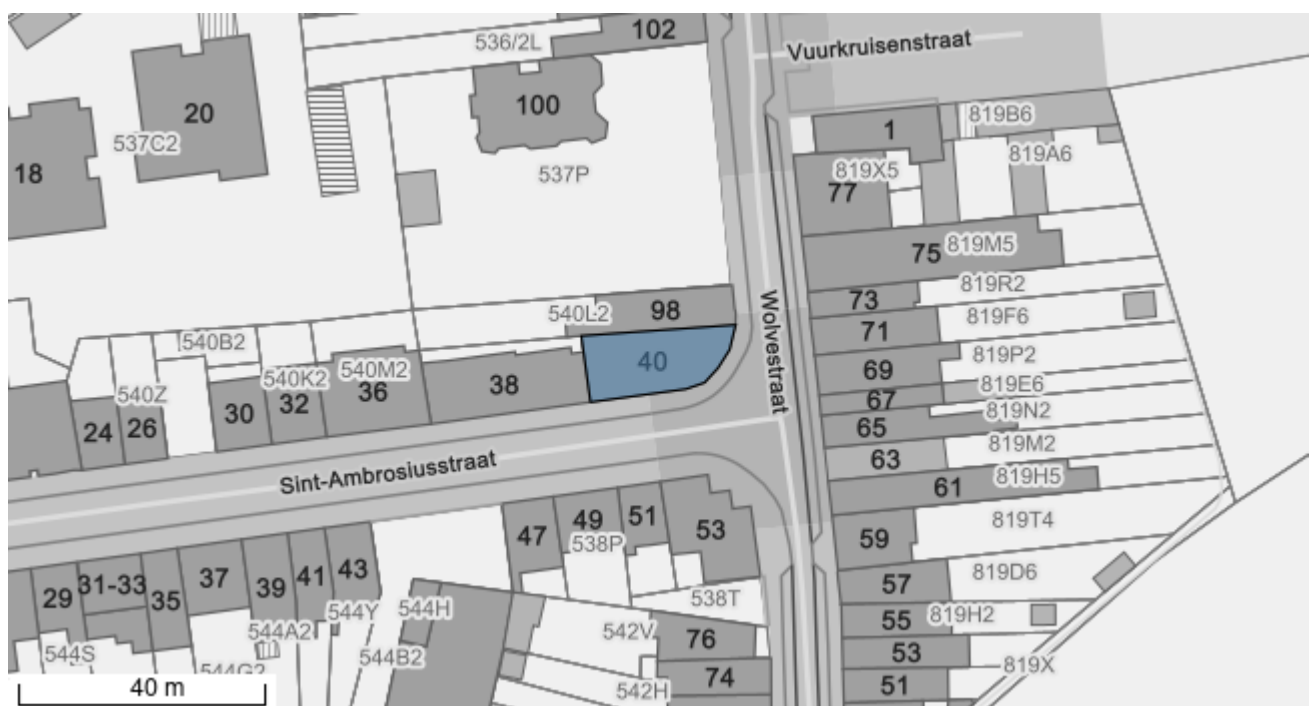 102
Vuurkruisenstraat
536/2L
20
100
1
819B6
537C2
819A6
18
537P
819X5
77
75
819M5
73
819R2
540L2
98
Wolvestraat
71
819F6
540B2
40
69
819P2
540K2
540M2
36
38
67
819E6
540Z
30
32
65
819N2
24
26
63
819M2
Sint-Ambrosiusstraat
61
819H5
47
49
51
53
59
819T4
538P
29
31-33
35
37
39
41
43
57
819D6
544H
538T
544Y
55
819H2
544A2
542V
76
544S
544B2
53
819X
544G2
74
51
542H
40 m